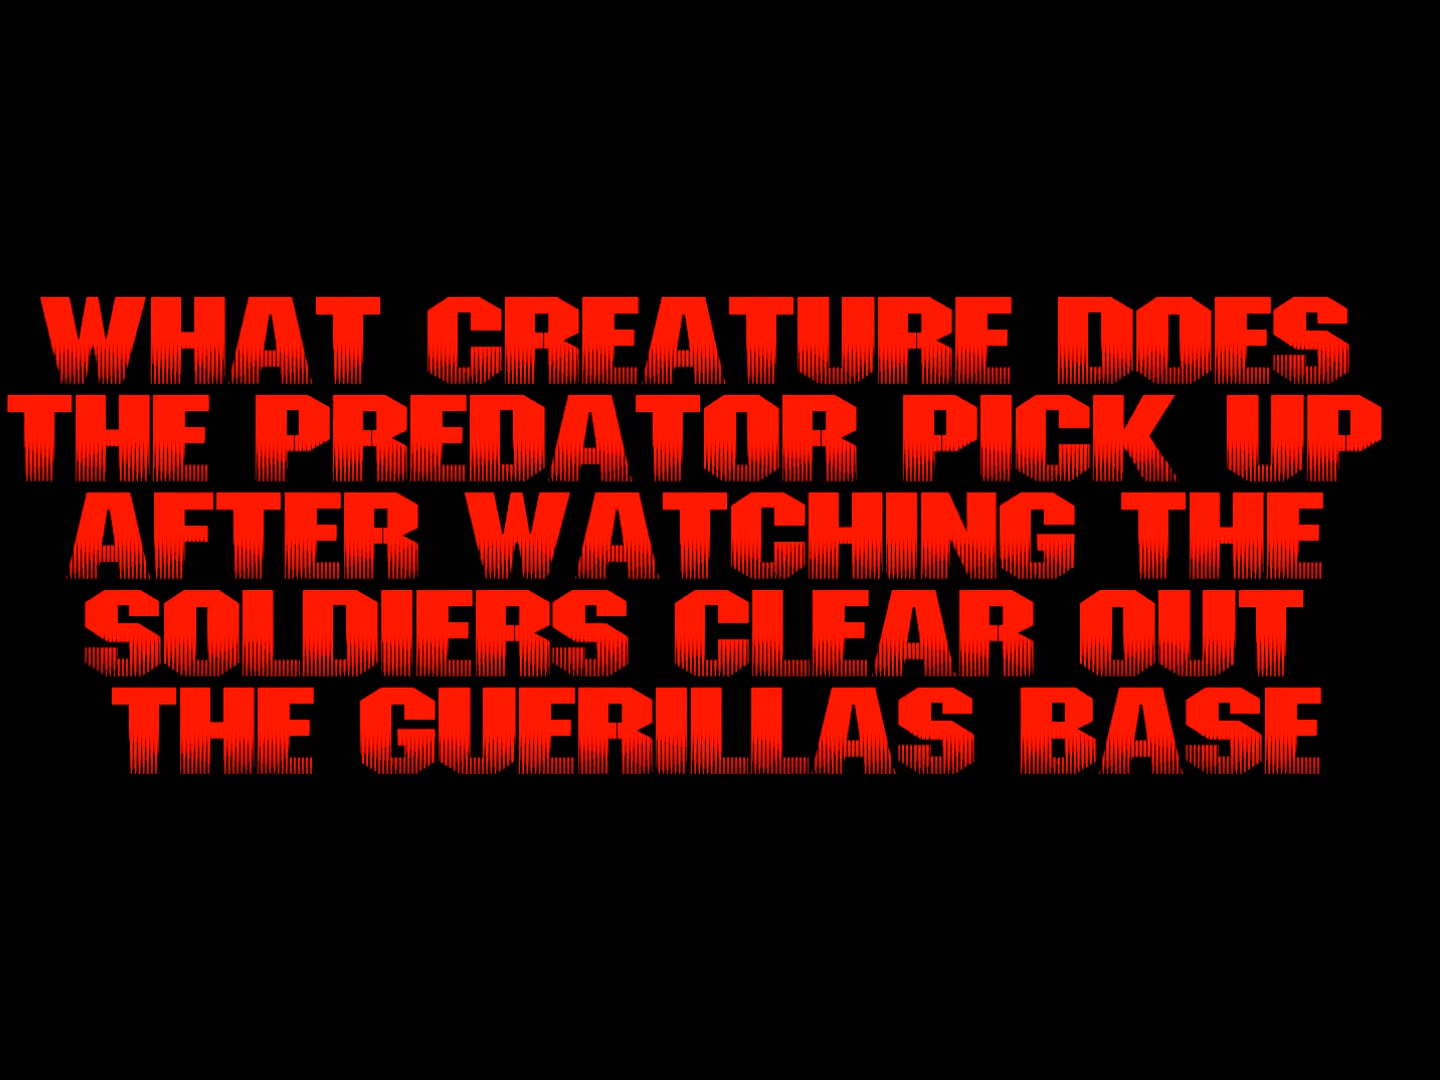 WHAT CREATURE DOES
THE PREDATOR PICK UP
AFTER WATCHING THE
SOLDIERS CLEAR OUT
THE GUERILLAS BASE